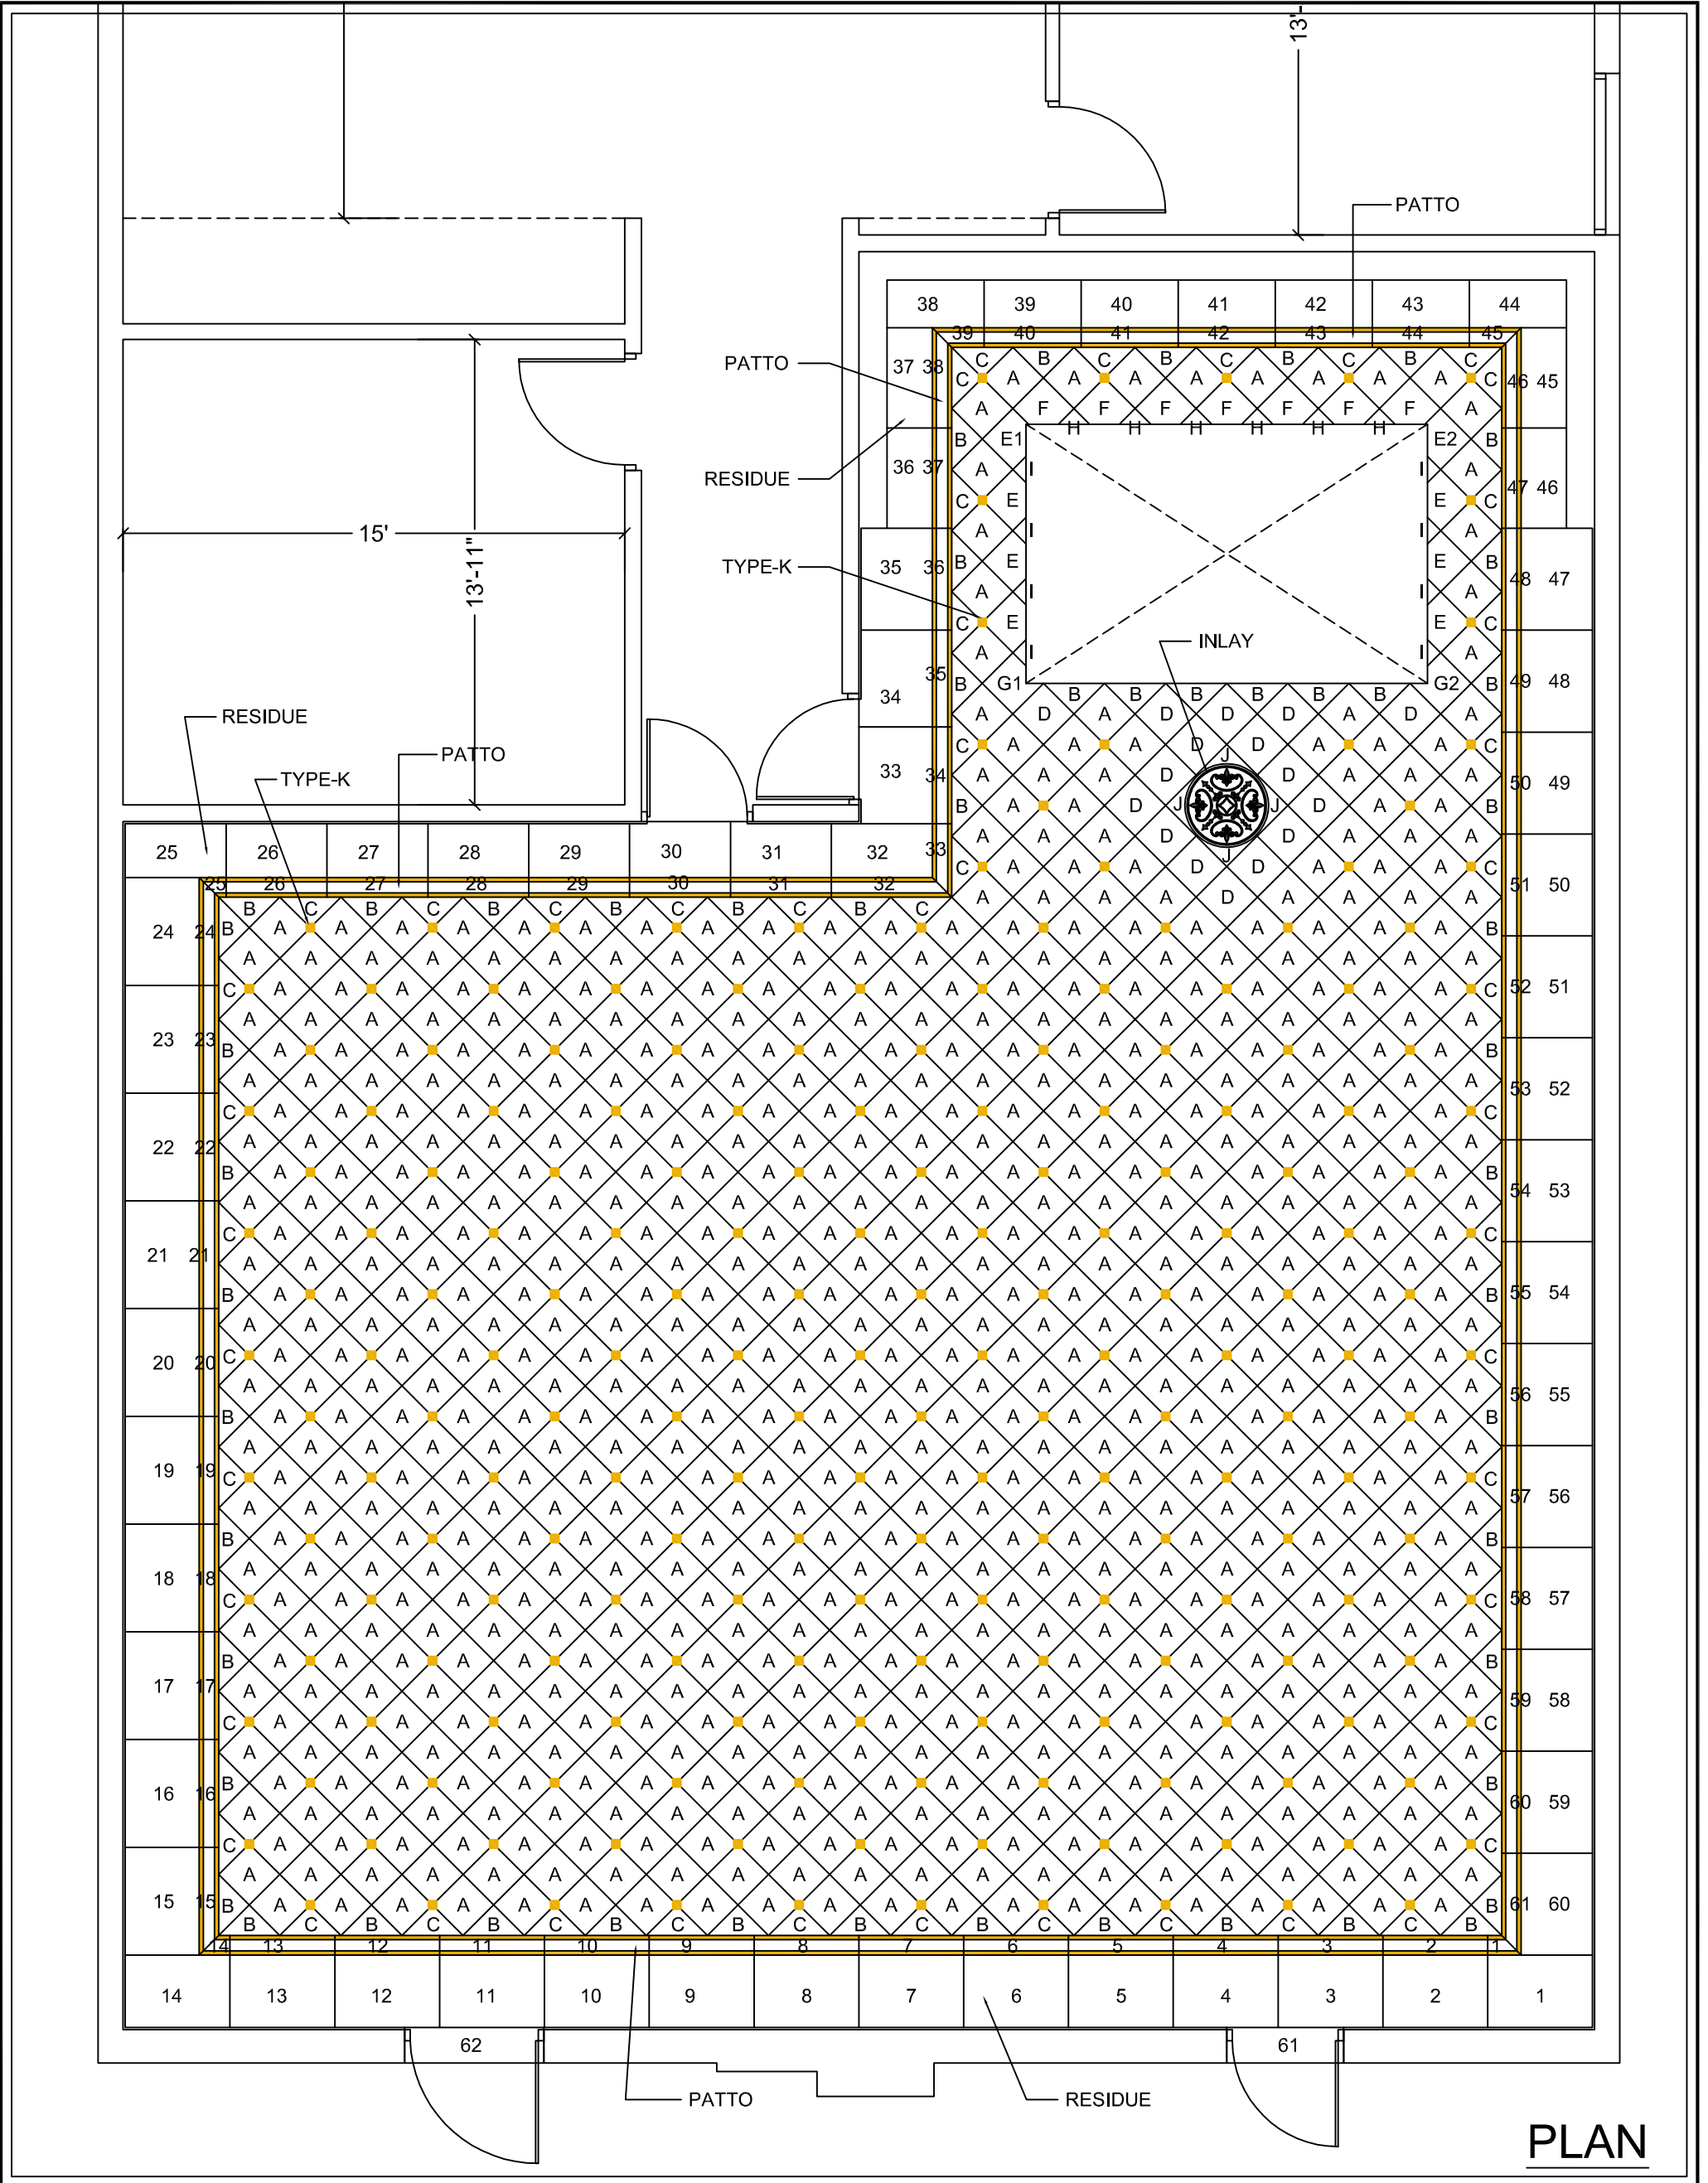 13'-
PATTO
38 39 40 41 42 43 44
39 40 41 42 43 44 45
PATTO
C B C B C B C B C
37 38 C A A A A A A A A C 46 45
A F F F F F F F A
H H H H H H
B E1 E2 B
36 37 A I I A 47 46
RESIDUE
C E E C
15'
13'-11"
A I I A
35 36 B E E B 48 47
TYPE-K
A I I A
C E E C
INLAY
A I I A
34 35 B G1 G2 B 49 48
B B B B B B
A D A D D D A D A
RESIDUE
C A A A D D A A A C
PATTO
J
33 34 A A A D D A A A 50 49
TYPE-K
B A A D J J D A A B
A A A D D A A A
25 26 27 28 29 30 31 32 33
J
C A A A D D A A A C
25 26 27 28 29 30 32 51 50
A A A A D A A A A
B C B C B C B C B C B C
24 24 B A A A A A A A A A A A A A A A A A A A A B
A A A A A A A A A A A A A A A A A A A A A
C A A A A A A A A A A A A A A A A A A A A C 52 51
A A A A A A A A A A A A A A A A A A A A A
23 23 B A A A A A A A A A A A A A A A A A A A A B
A A A A A A A A A A A A A A A A A A A A A 53 52
C A A A A A A A A A A A A A A A A A A A A C
22 22 A A A A A A A A A A A A A A A A A A A A A
B A A A A A A A A A A A A A A A A A A A A B
A A A A A A A A A A A A A A A A A A A A A 54 53
C A A A A A A A A A A A A A A A A A A A A C
21 21 A A A A A A A A A A A A A A A A A A A A A
B A A A A A A A A A A A A A A A A A A A A B 55 54
A A A A A A A A A A A A A A A A A A A A A
20 20 C A A A A A A A A A A A A A A A A A A A A C
A A A A A A A A A A A A A A A A A A A A A 56 55
B A A A A A A A A A A A A A A A A A A A A B
A A A A A A A A A A A A A A A A A A A A A
19 19 C A A A A A A A A A A A A A A A A A A A A C
A A A A A A A A A A A A A A A A A A A A A 57 56
B A A A A A A A A A A A A A A A A A A A A B
18 18 A A A A A A A A A A A A A A A A A A A A A
C A A A A A A A A A A A A A A A A A A A A C 58 57
A A A A A A A A A A A A A A A A A A A A A
B A A A A A A A A A A A A A A A A A A A A B
17 17 A A A A A A A A A A A A A A A A A A A A A 59 58
C A A A A A A A A A A A A A A A A A A A A C
A A A A A A A A A A A A A A A A A A A A A
16 16 B A A A A A A A A A A A A A A A A A A A A B
A A A A A A A A A A A A A A A A A A A A A 60 59
C A A A A A A A A A A A A A A A A A A A A C
A A A A A A A A A A A A A A A A A A A A A
15 15 B A A A A A A A A A A A A A A A A A A A A B 61 60
B C B C B C B C B C B C B C B C B C B C B
14 13 12 11 10 9 8 7 6 5 4 3 2 1
14 13 12 11 10 9 8 7 6 5 4 3 2 1
62 61
PATTO
RESIDUE
PLAN